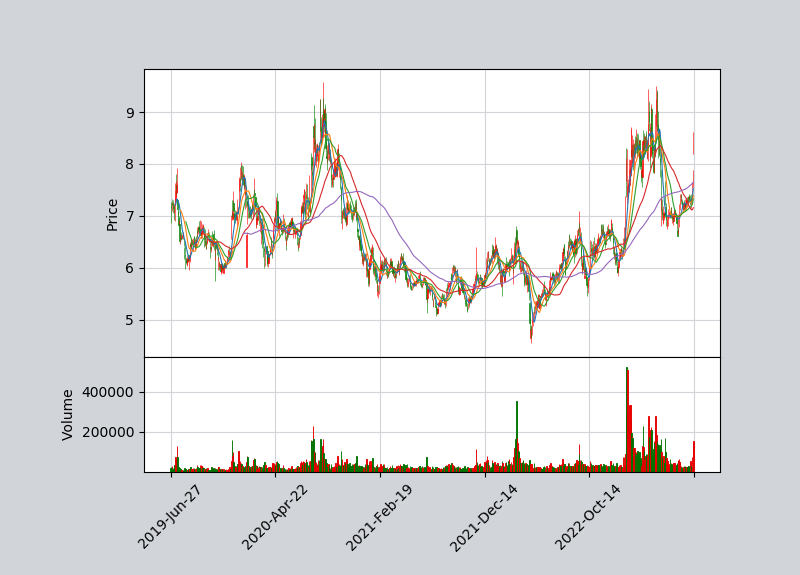 Price
9
8
7
6
5
Volume
400000
200000
2019-Jun-27
2020-Apr-22
2021-Feb-19
2021-Dec-14
2022-Oct-14